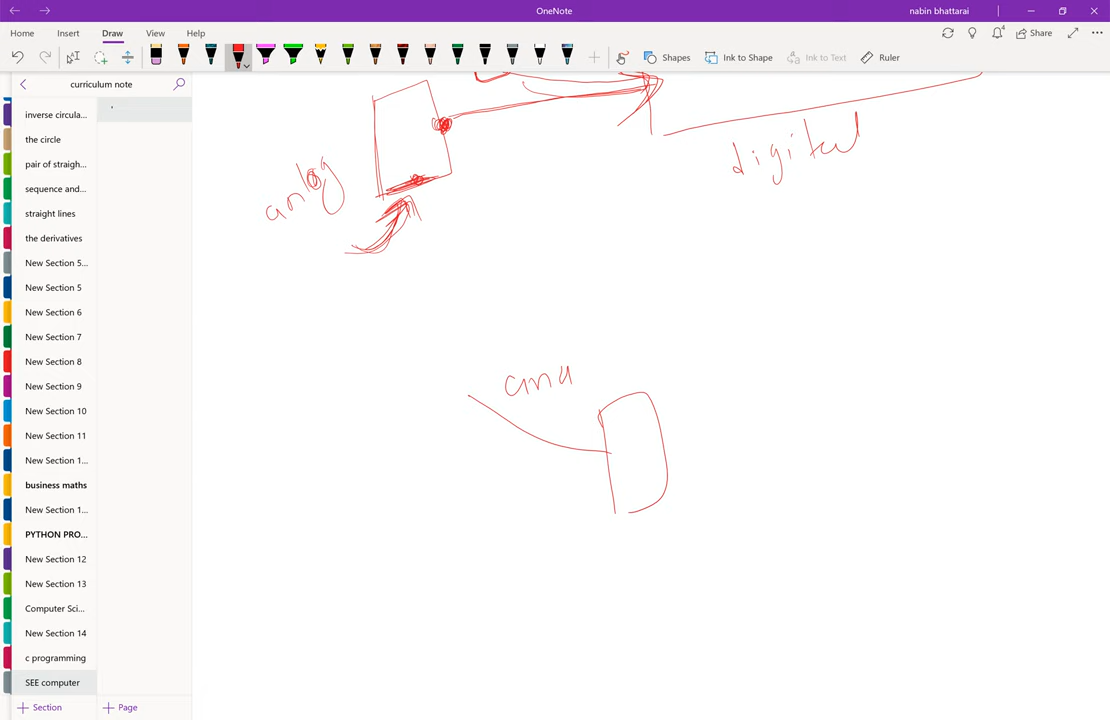 OneNote
nabin bhattarai
Home
Insert
Draw
View
Help
4
Share
Shapes
Ink to Shape
Ink to Text
Ruler
curriculum note
inverse circula...
the circle
pair of straigh...
sequence and...
straight lines
the derivatives
New Section 5...
New Section 5
New Section 6
New Section 7
New Section 8
New Section 9
New Section 10
New Section 11
New Section 1...
business maths
New Section 1...
PYTHON PRO...
New Section 12
New Section 13
Computer Sci...
New Section 14
c programming
SEE computer
Section
Page
digital
analog